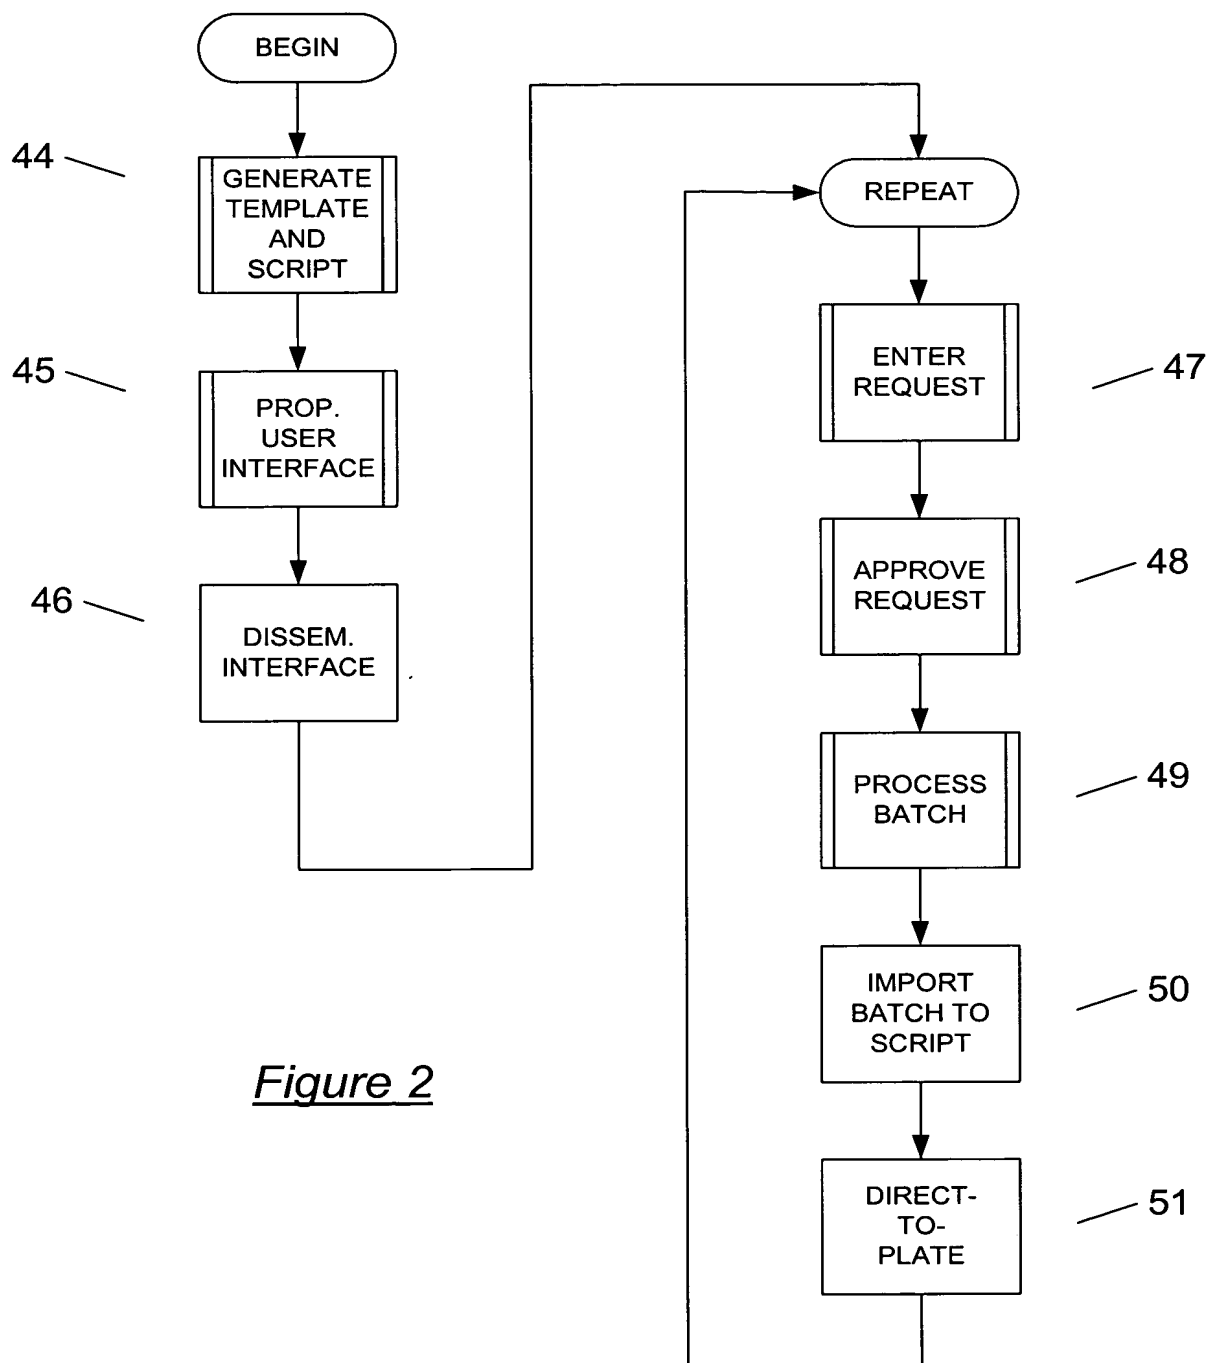 BEGIN
44
GENERATE
TEMPLATE
AND
SCRIPT
45
PROP.
USER
INTERFACE
46
DISSEM.
INTERFACE
REPEAT
ENTER
REQUEST
47
APPROVE
REQUEST
48
PROCESS
BATCH
49
IMPORT
BATCH TO
SCRIPT
50
DIRECT-
TO-
PLATE
51
Figure 2